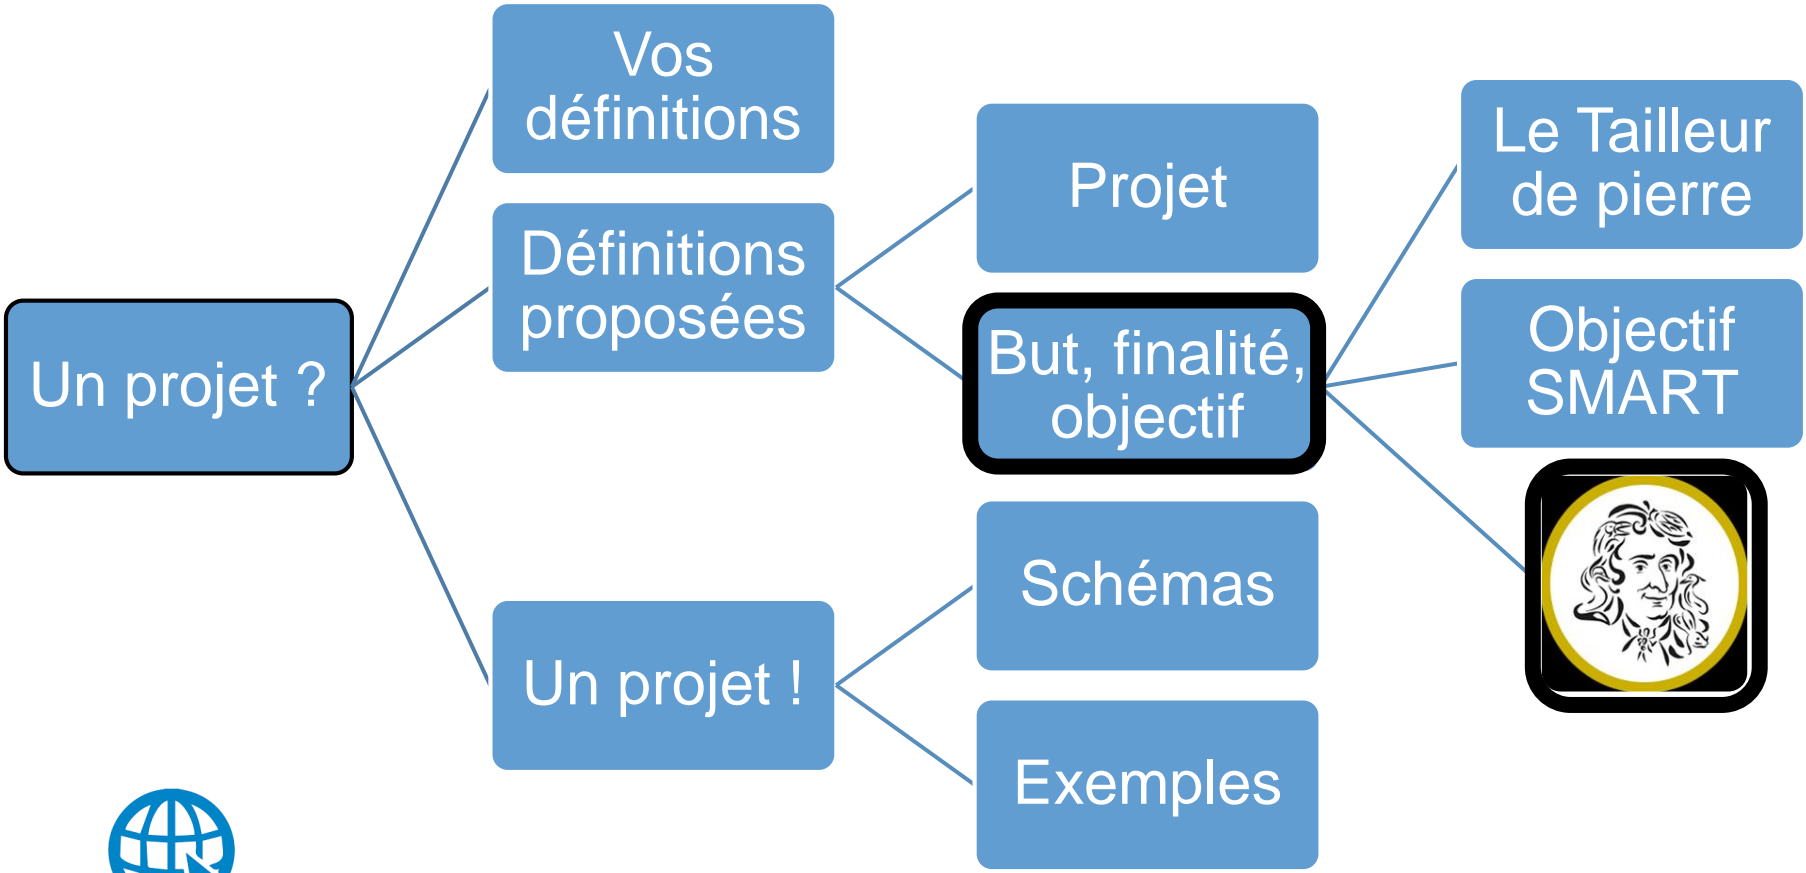 Un projet ?
Vos
définitions
Définitions
proposées
Un projet !
Projet
But, finalité,
objectif
Schémas
Exemples
Le Tailleur
de pierre
Objectif
SMART